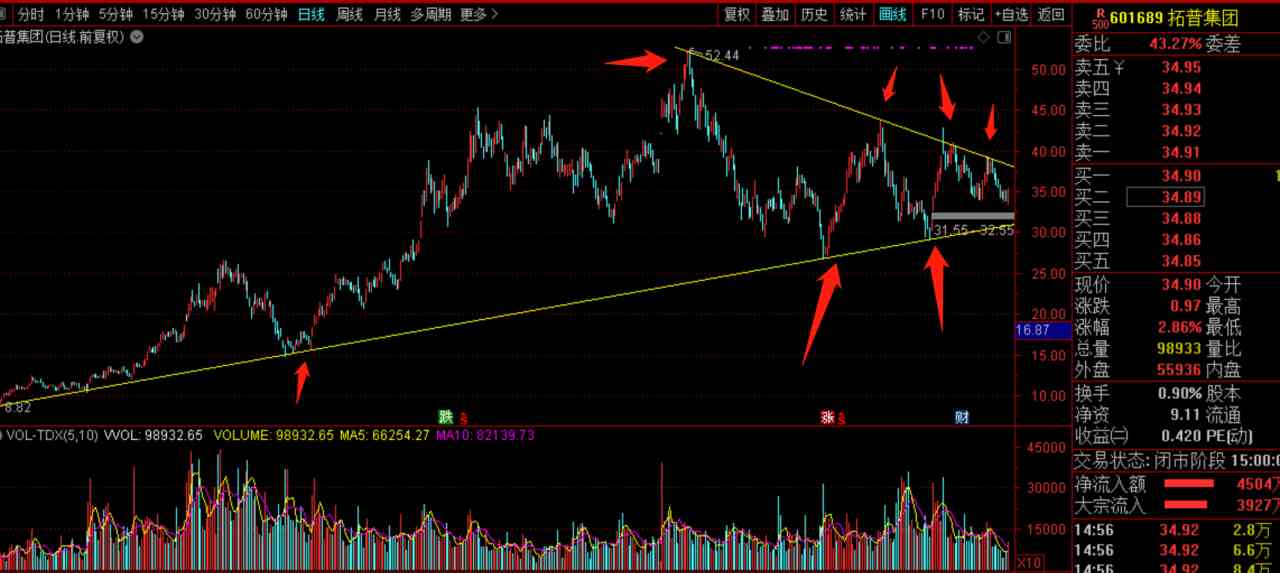 分时 1分钟 5分钟 15分钟 30分钟 60分钟 日线 周线 月线 多周期 更多 复权 叠加 历史 统计 画线 F10 标记 +自选 返回
R 500 601689 拓普集团
拓普集团(日线.前复权)
委比 43.27% 委差
卖五 ¥ 34.95
卖四 34.94
卖三 34.93
卖二 34.92
卖一 34.91
买一 34.90
买二 34.89
买三 34.88
买四 34.86
买五 34.85
现价 34.90 今开
涨跌 0.97 最高
涨幅 2.86% 最低
总量 98933 量比
外盘 55936 内盘
换手 0.90% 股本
净资 9.11 流通
收益㈡ 0.420 PE(动)
交易状态: 闭市阶段 15:00:0
净流入额 4504万
大宗流入 3927万
14:56 34.92 2.8万
14:56 34.92 6.6万
14:56 34.92 8.4万
52.44
50.00
45.00
40.00
35.00
30.00
25.00
20.00
16.87
15.00
10.00
31.55 - 32.55
8.82
跌 涨 财
VOL-TDX(5,10) VVOL: 98932.65 VOLUME: 98932.65 MA5: 66254.27 MA10: 82139.73
45000
30000
15000
X10